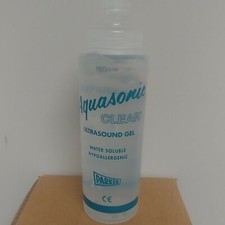 Aquasonic
CLEAR
ULTRASOUND GEL
WATER SOLUBLE
HYPOALLERGENIC
PARKER
CE